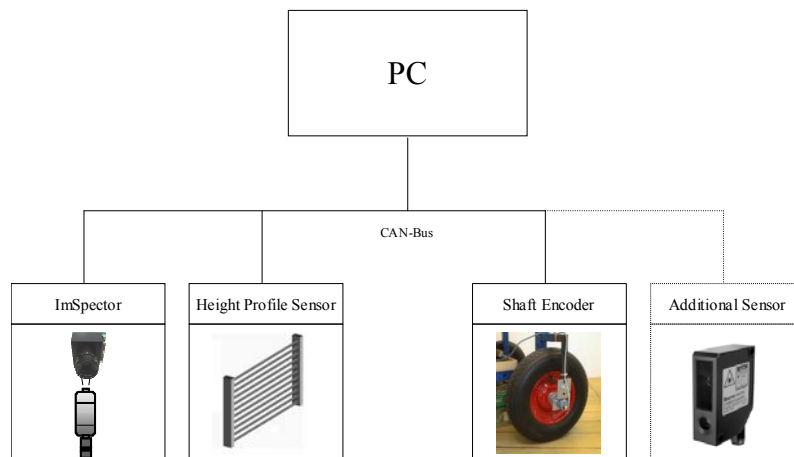 PC
CAN-Bus
ImSpector
Height Profile Sensor
Shaft Encoder
Additional Sensor